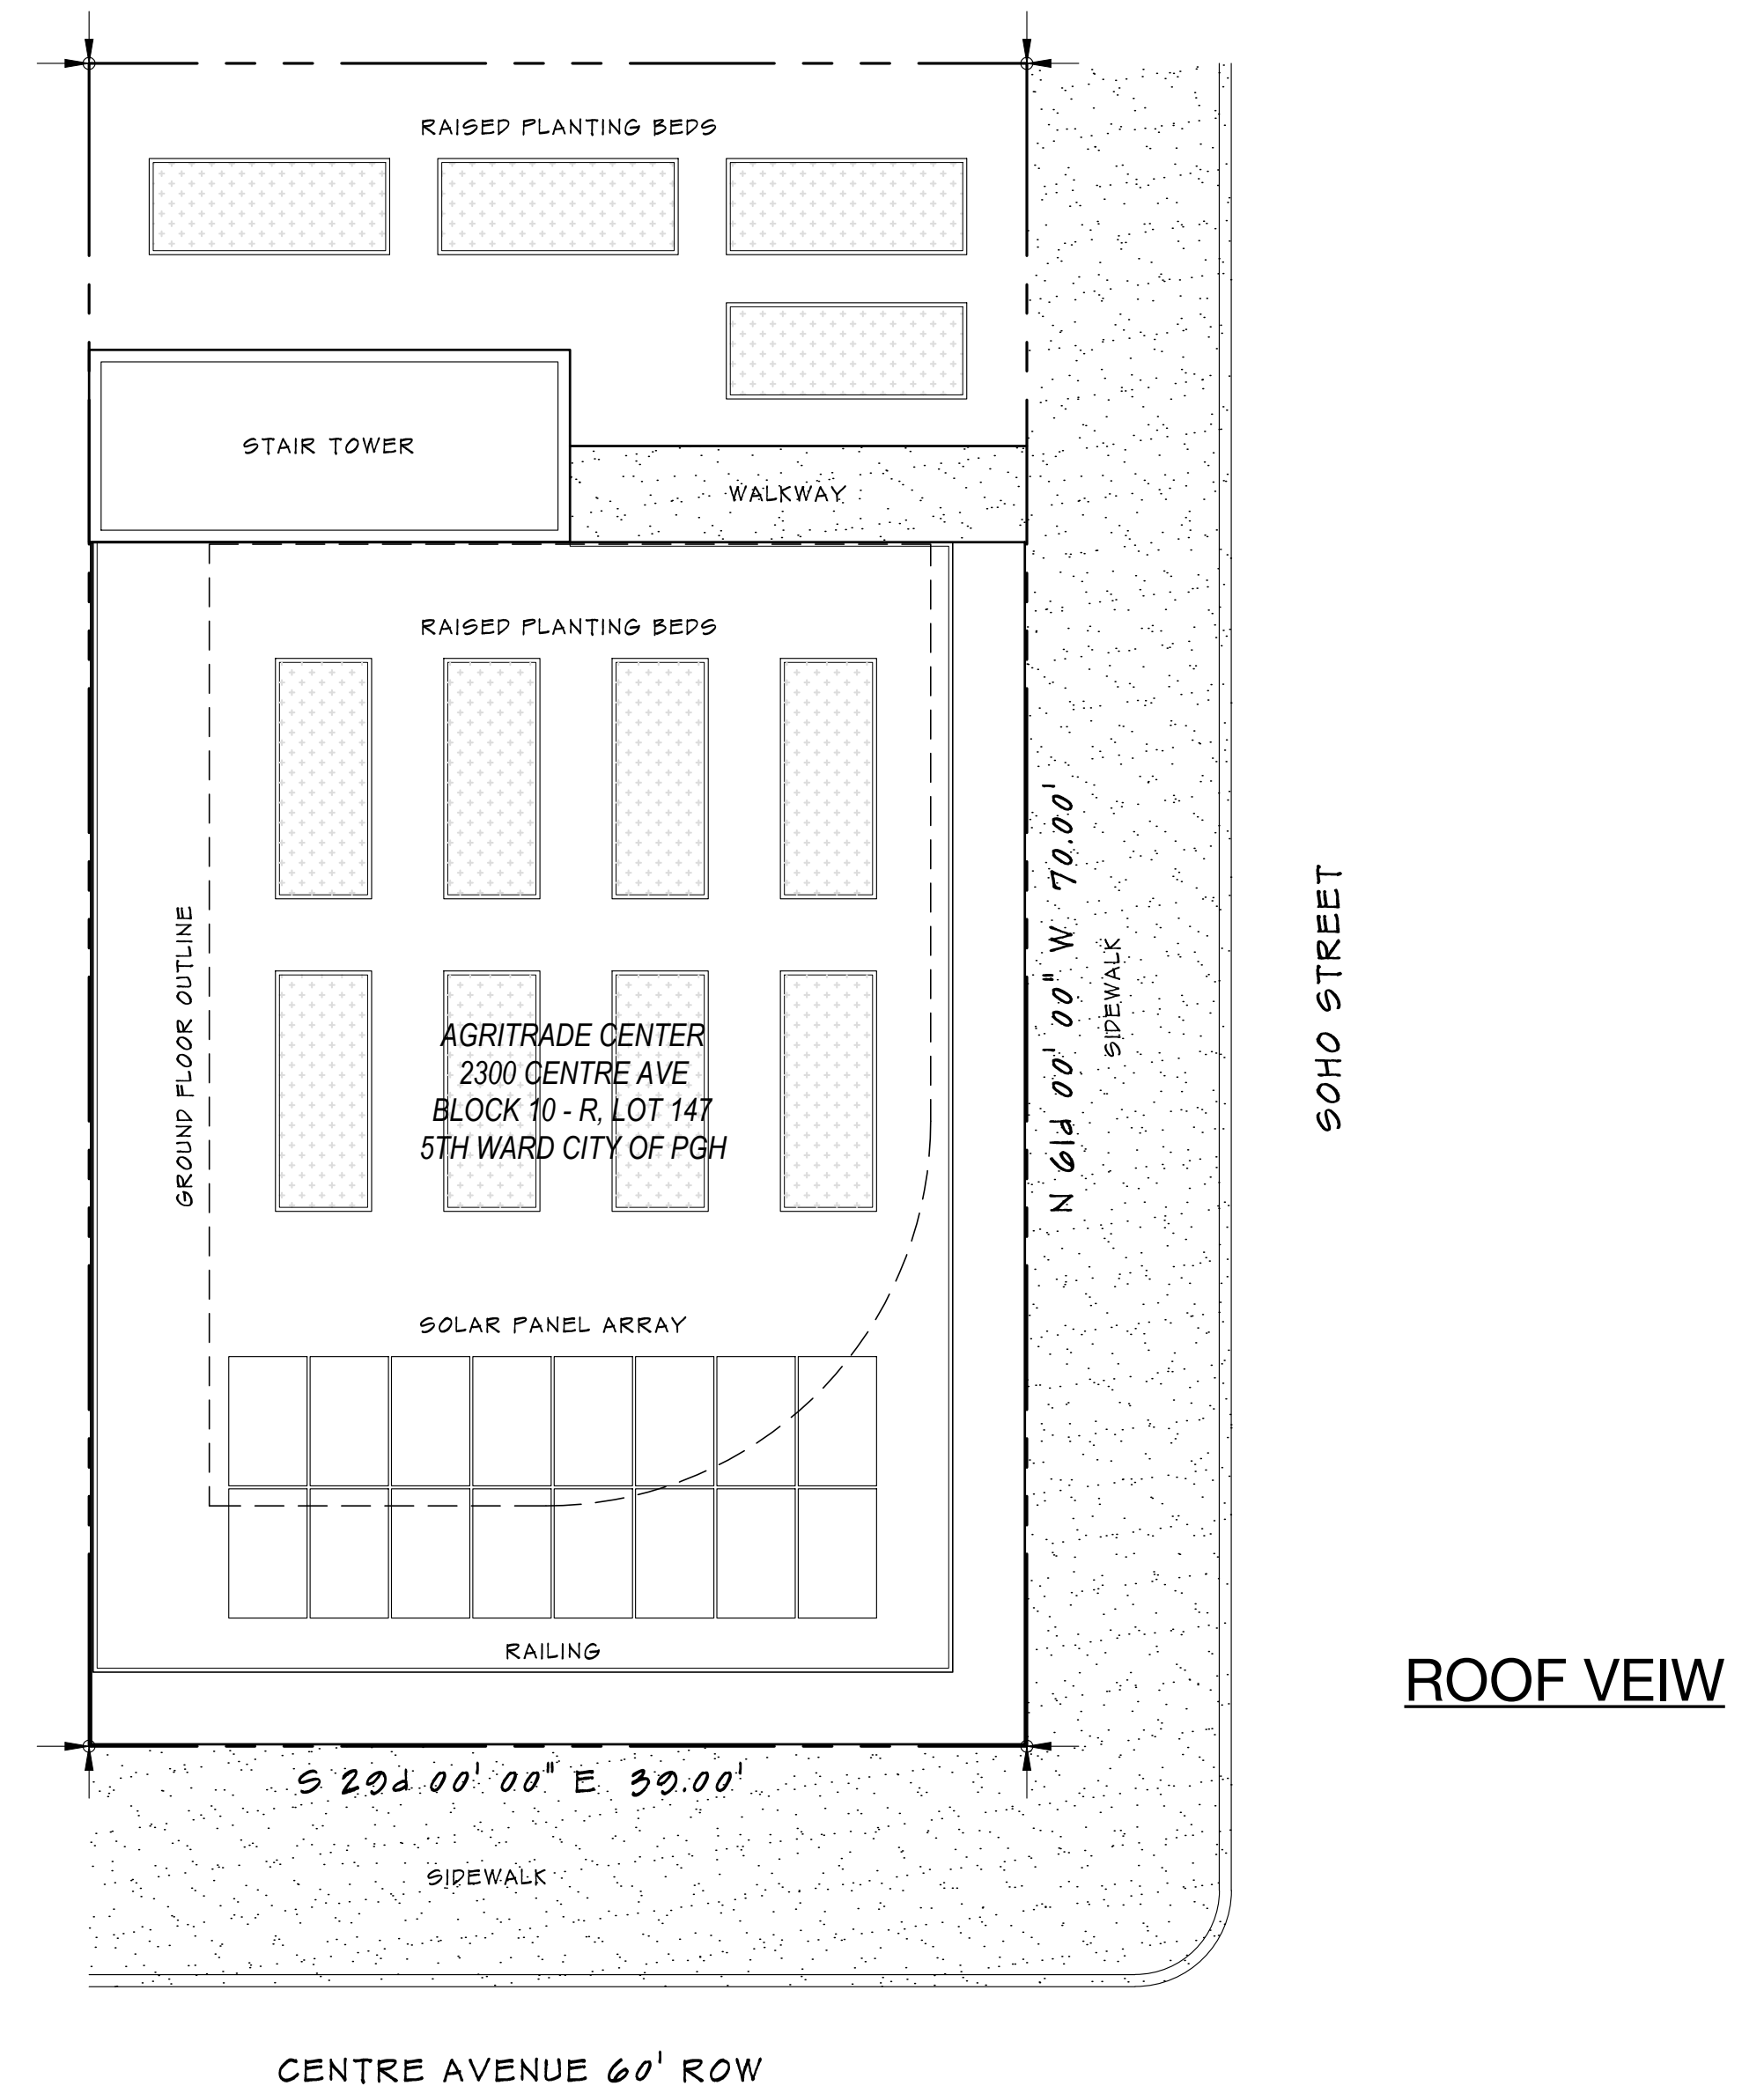 RAISED PLANTING BEDS
STAIR TOWER
WALKWAY
RAISED PLANTING BEDS
GROUND FLOOR OUTLINE
AGRITRADE CENTER
2300 CENTRE AVE
BLOCK 10 - R, LOT 147
5TH WARD CITY OF PGH
N 61d 00' 00" W 70.00'
SIDEWALK
SOHO STREET
SOLAR PANEL ARRAY
RAILING
ROOF VEIW
S 29d 00' 00" E 39.00'
SIDEWALK
CENTRE AVENUE 60' ROW